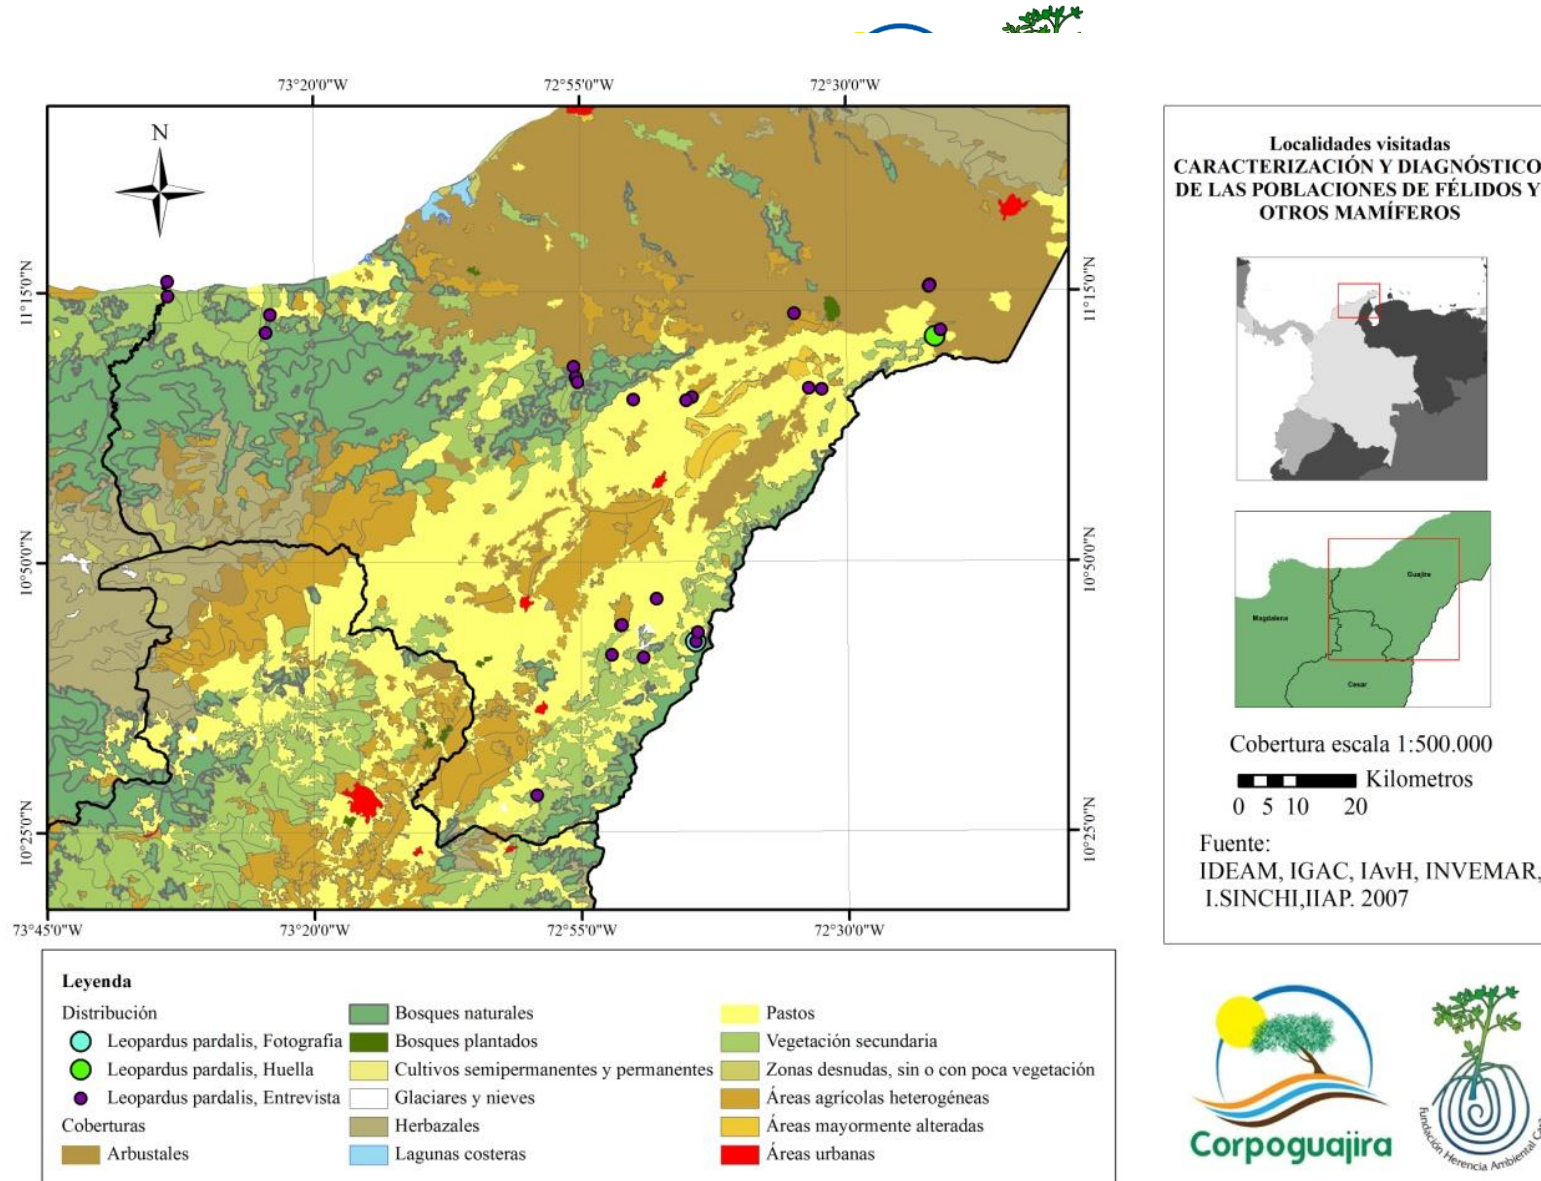 73°20'0"W
72°55'0"W
72°30'0"W
N
11°15'0"N
11°15'0"N
10°50'0"N
10°50'0"N
10°25'0"N
10°25'0"N
73°45'0"W
73°20'0"W
72°55'0"W
72°30'0"W
Localidades visitadas
CARACTERIZACIÓN Y DIAGNÓSTICO
DE LAS POBLACIONES DE FÉLIDOS Y
OTROS MAMÍFEROS
Guajira
Magdalena
Cesar
Cobertura escala 1:500.000
Kilometros
0 5 10 20
Fuente:
IDEAM, IGAC, IAvH, INVEMAR,
I.SINCHI,IIAP. 2007
Leyenda
Distribución
Leopardus pardalis, Fotografia
Leopardus pardalis, Huella
Leopardus pardalis, Entrevista
Coberturas
Arbustales
Bosques naturales
Bosques plantados
Cultivos semipermanentes y permanentes
Glaciares y nieves
Herbazales
Lagunas costeras
Pastos
Vegetación secundaria
Zonas desnudas, sin o con poca vegetación
Áreas agrícolas heterogéneas
Áreas mayormente alteradas
Áreas urbanas
Corpoguajira
Fundación Herencia Ambiental